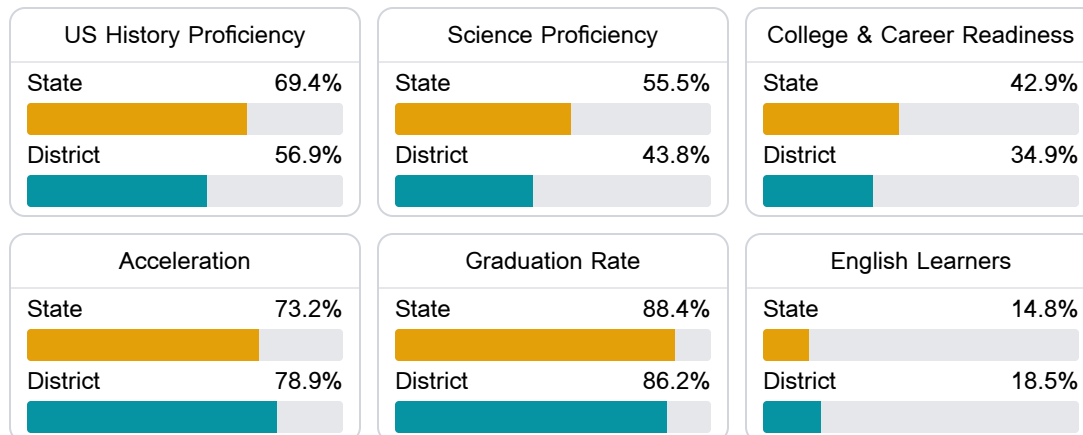 US History Proficiency
State 69.4%
District 56.9%
Science Proficiency
State 55.5%
District 43.8%
College & Career Readiness
State 42.9%
District 34.9%
Acceleration
State 73.2%
District 78.9%
Graduation Rate
State 88.4%
District 86.2%
English Learners
State 14.8%
District 18.5%